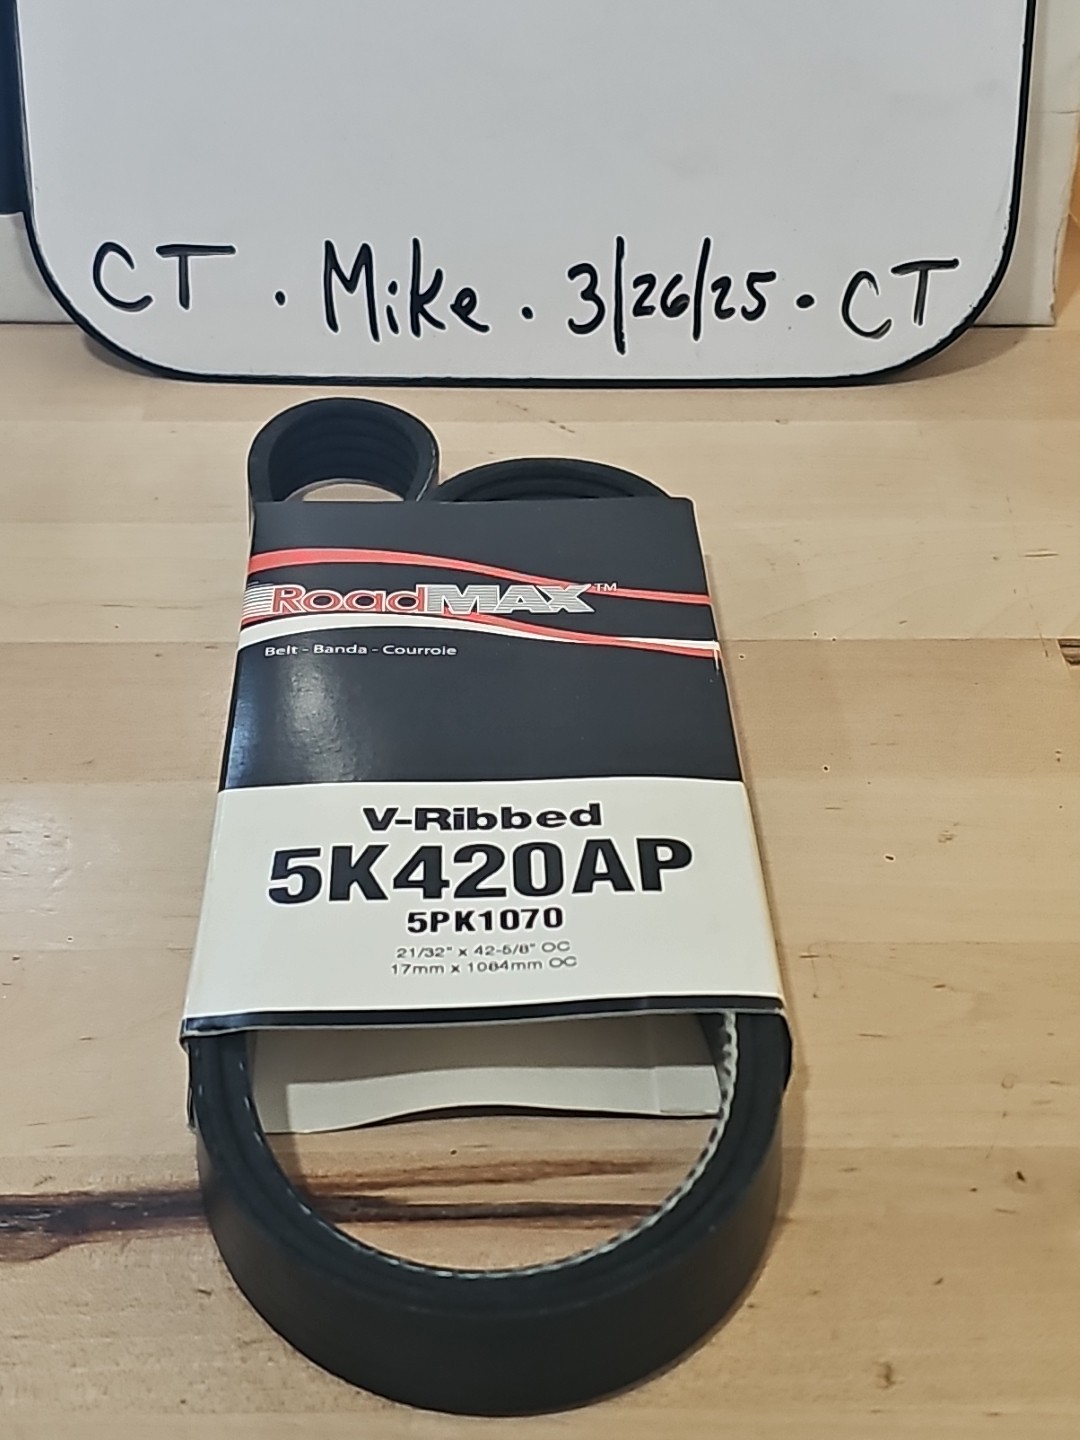 CT . Mike . 3/26/25 . CT
RoadMAX™
Belt - Banda - Courroie
V-Ribbed
5K420AP
5PK1070
21/32" x 42-5/8" OC
17mm x 1084mm OC